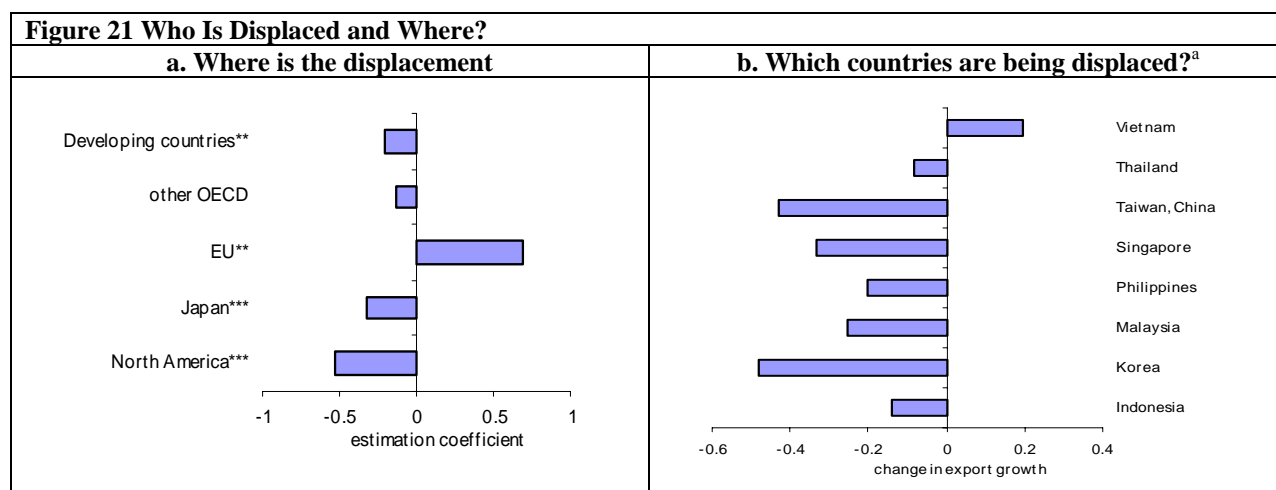 Figure 21 Who Is Displaced and Where?
a. Where is the displacement
b. Which countries are being displaced?a
Developing countries**
other OECD
EU**
Japan***
North America***
-1 -0.5 0 0.5 1
estimation coefficient
Vietnam
Thailand
Taiwan, China
Singapore
Philippines
Malaysia
Korea
Indonesia
-0.6 -0.4 -0.2 0 0.2 0.4
change in export growth